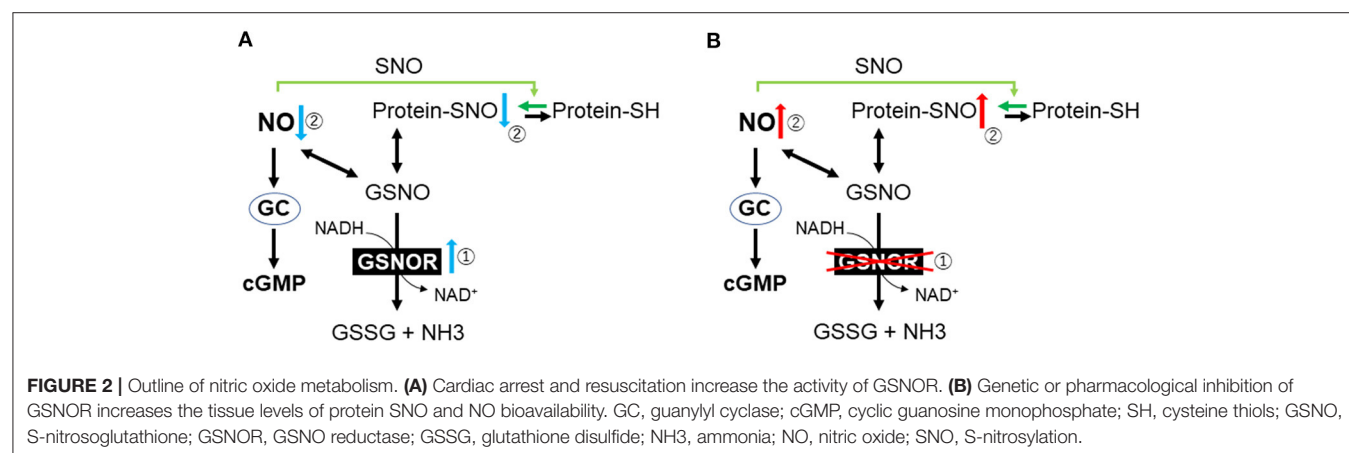 A
SNO
NO
②
Protein-SNO
②
Protein-SH
GSNO
GC
NADH
GSNOR
①
cGMP
NAD⁺
GSSG + NH3
B
SNO
NO
②
Protein-SNO
②
Protein-SH
GSNO
GC
NADH
GSNOR
①
cGMP
NAD⁺
GSSG + NH3
FIGURE 2 | Outline of nitric oxide metabolism. (A) Cardiac arrest and resuscitation increase the activity of GSNOR. (B) Genetic or pharmacological inhibition of
GSNOR increases the tissue levels of protein SNO and NO bioavailability. GC, guanylyl cyclase; cGMP, cyclic guanosine monophosphate; SH, cysteine thiols; GSNO,
S-nitrosoglutathione; GSNOR, GSNO reductase; GSSG, glutathione disulfide; NH3, ammonia; NO, nitric oxide; SNO, S-nitrosylation.